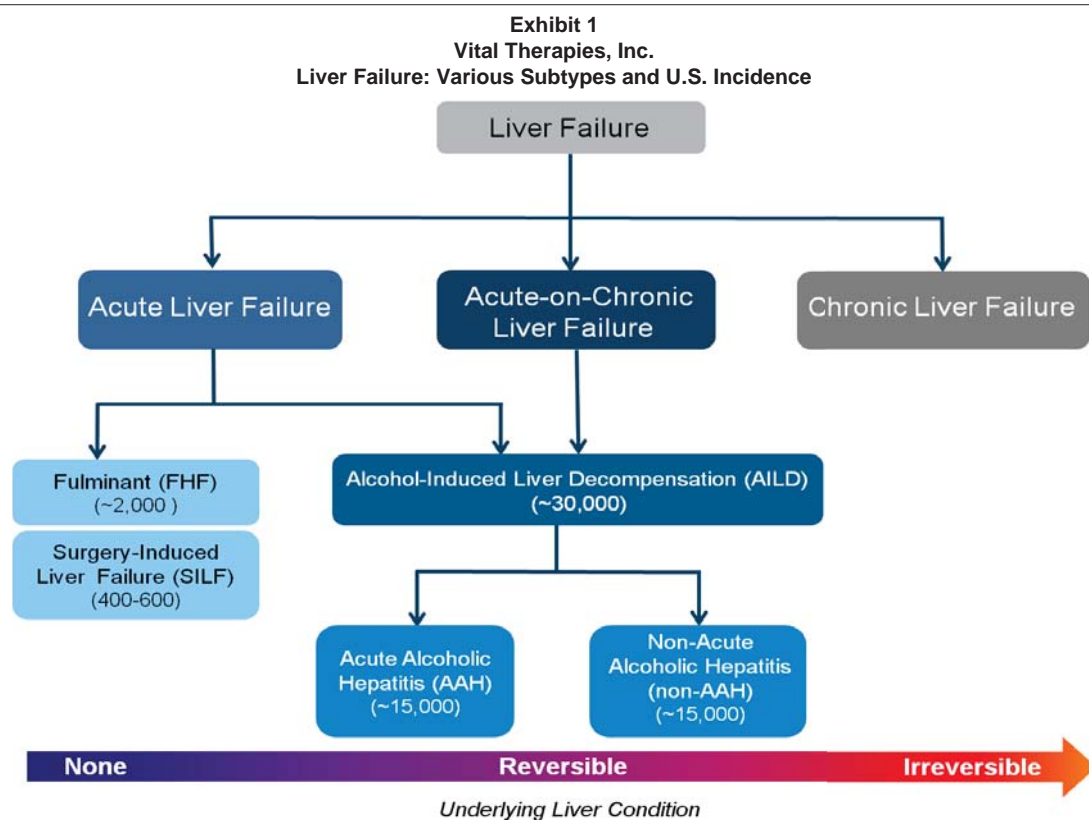 Exhibit 1
Vital Therapies, Inc.
Liver Failure: Various Subtypes and U.S. Incidence
Liver Failure
Acute Liver Failure
Acute-on-Chronic
Liver Failure
Chronic Liver Failure
Fulminant (FHF)
(~2,000 )
Surgery-Induced
Liver Failure (SILF)
(400-600)
Alcohol-Induced Liver Decompensation (AILD)
(~30,000)
Acute Alcoholic
Hepatitis (AAH)
(~15,000)
Non-Acute
Alcoholic Hepatitis
(non-AAH)
(~15,000)
None
Reversible
Irreversible
Underlying Liver Condition